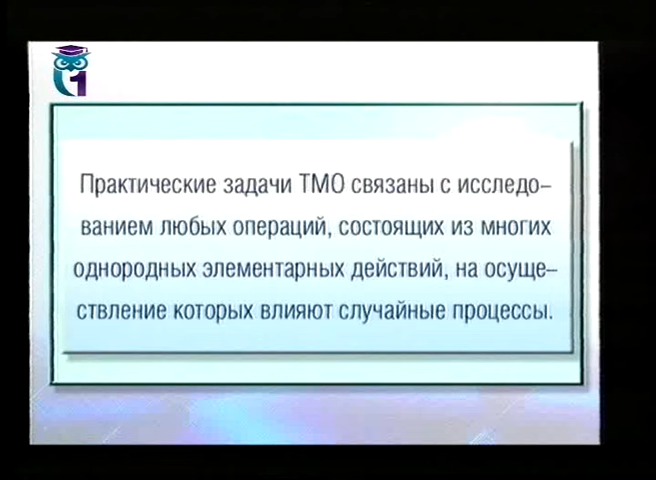 1
Практические задачи ТМО связаны с исследо–
ванием любых операций, состоящих из многих
однородных элементарных действий, на осуще–
ствление которых влияют случайные процессы.